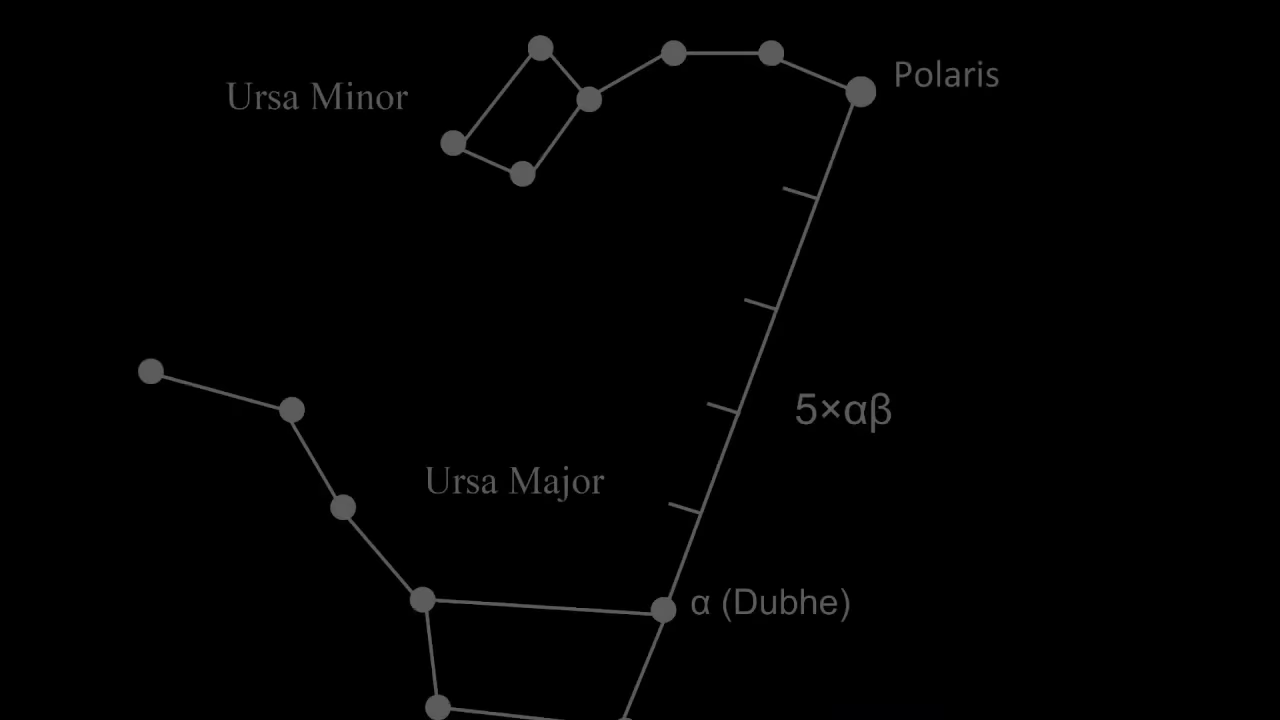 Polaris
Ursa Minor
5×αβ
Ursa Major
α (Dubhe)